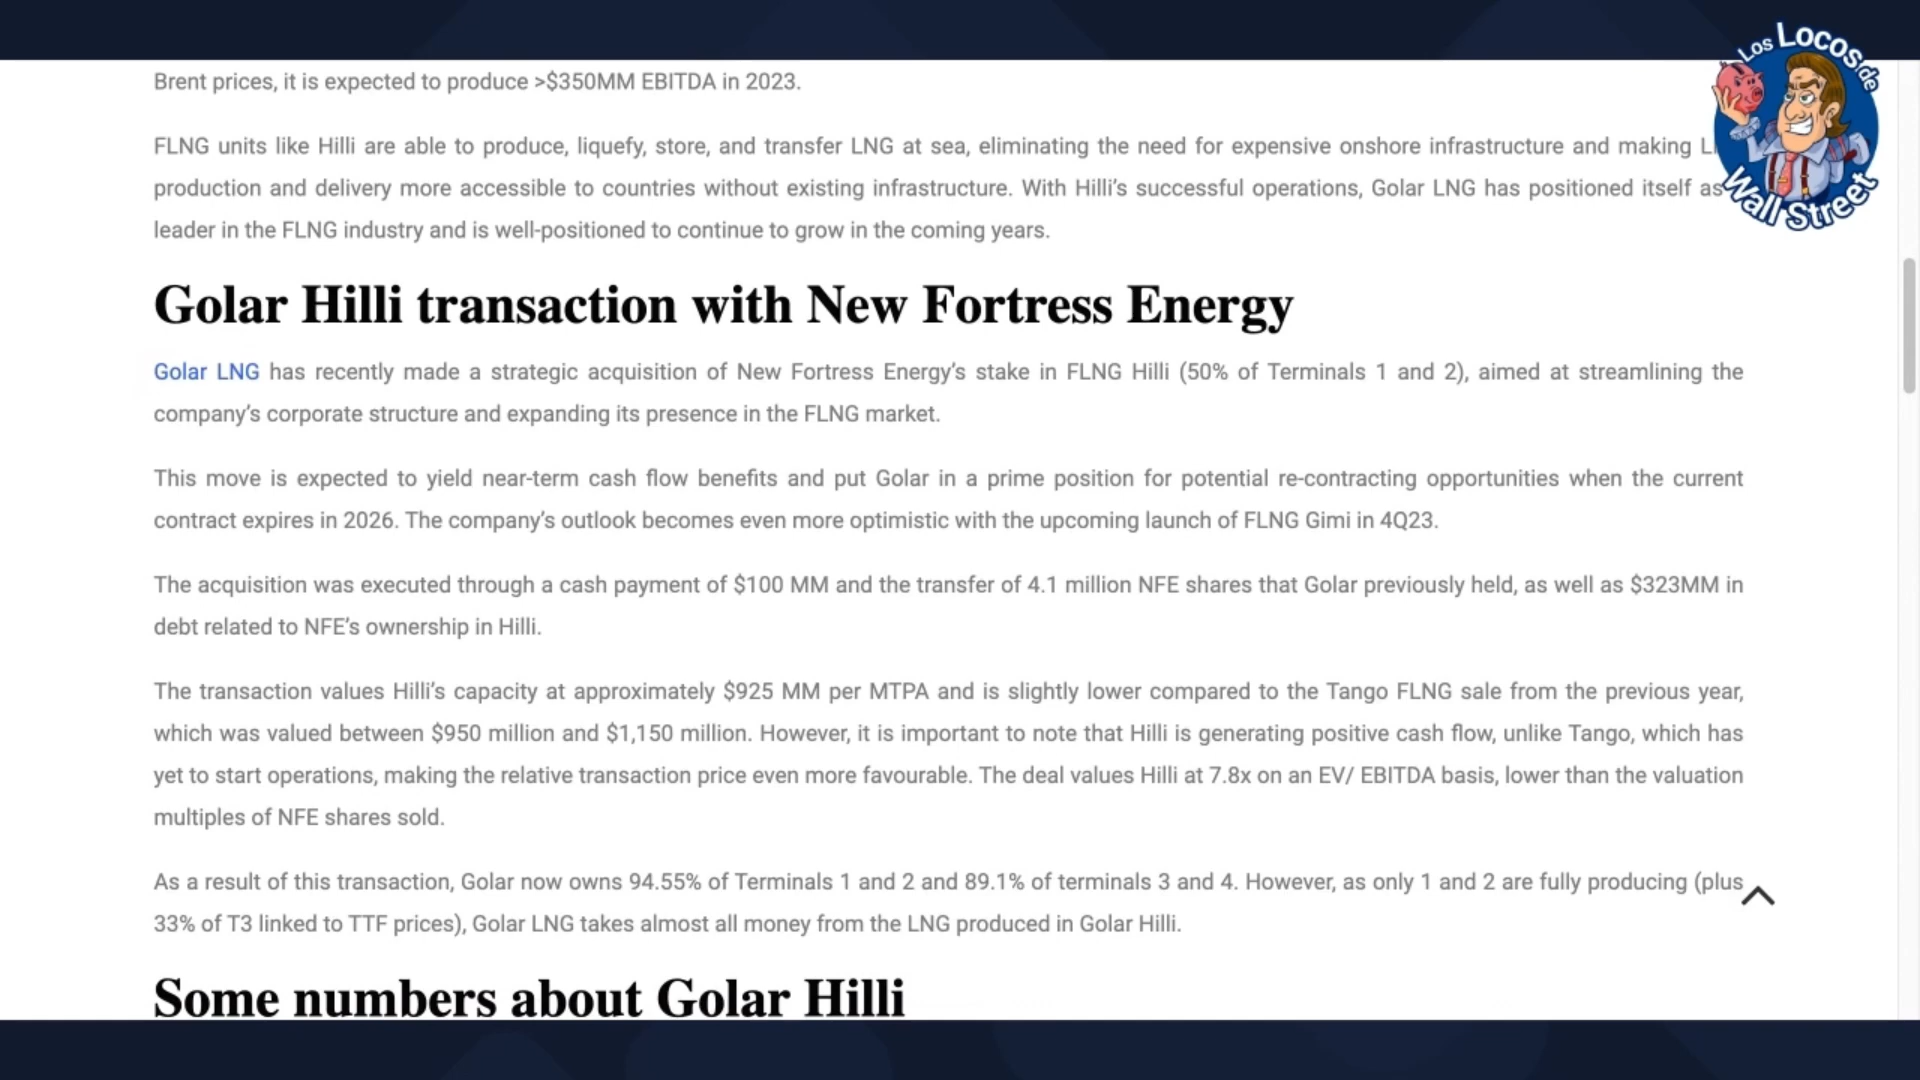 Brent prices, it is expected to produce >$350MM EBITDA in 2023.
FLNG units like Hilli are able to produce, liquefy, store, and transfer LNG at sea, eliminating the need for expensive onshore infrastructure and making
production and delivery more accessible to countries without existing infrastructure. With Hilli’s successful operations, Golar LNG has positioned itself as
leader in the FLNG industry and is well-positioned to continue to grow in the coming years.
Los Locos de
Wall Street
Golar Hilli transaction with New Fortress Energy
Golar LNG has recently made a strategic acquisition of New Fortress Energy’s stake in FLNG Hilli (50% of Terminals 1 and 2), aimed at streamlining the
company’s corporate structure and expanding its presence in the FLNG market.
This move is expected to yield near-term cash flow benefits and put Golar in a prime position for potential re-contracting opportunities when the current
contract expires in 2026. The company’s outlook becomes even more optimistic with the upcoming launch of FLNG Gimi in 4Q23.
The acquisition was executed through a cash payment of $100 MM and the transfer of 4.1 million NFE shares that Golar previously held, as well as $323MM in
debt related to NFE’s ownership in Hilli.
The transaction values Hilli’s capacity at approximately $925 MM per MTPA and is slightly lower compared to the Tango FLNG sale from the previous year,
which was valued between $950 million and $1,150 million. However, it is important to note that Hilli is generating positive cash flow, unlike Tango, which has
yet to start operations, making the relative transaction price even more favourable. The deal values Hilli at 7.8x on an EV/ EBITDA basis, lower than the valuation
multiples of NFE shares sold.
As a result of this transaction, Golar now owns 94.55% of Terminals 1 and 2 and 89.1% of terminals 3 and 4. However, as only 1 and 2 are fully producing (plus
33% of T3 linked to TTF prices), Golar LNG takes almost all money from the LNG produced in Golar Hilli.
Some numbers about Golar Hilli